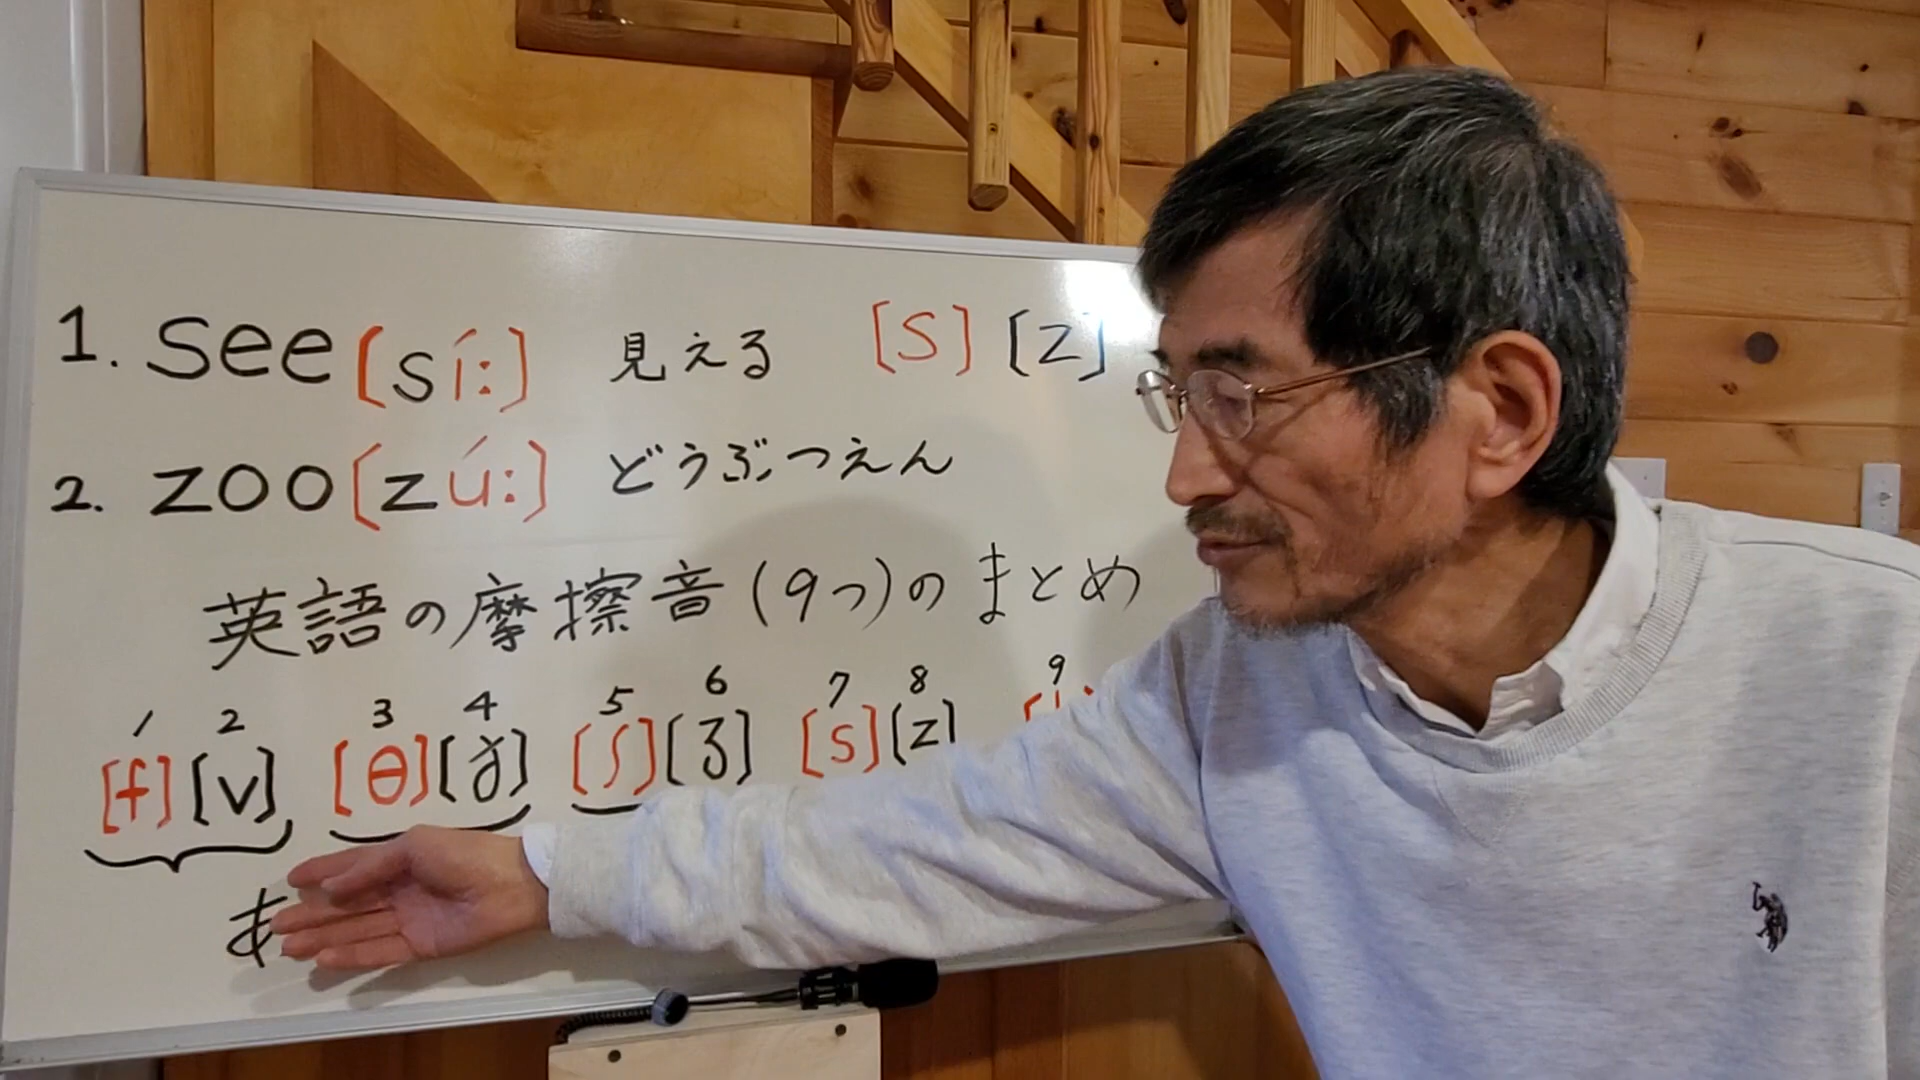 1. see [síː] 見える [s] [z]
2. zoo [zúː] どうぶつえん
英語の摩擦音(9つ)のまとめ
1 2 3 4 5 6 7 8 9
[f] [v] [θ] [ð] [ʃ] [ʒ] [s] [z]